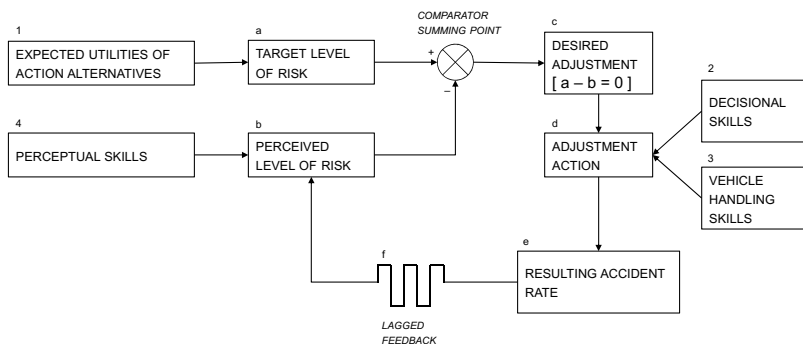 COMPARATOR
SUMMING POINT
1
EXPECTED UTILITIES OF
ACTION ALTERNATIVES
a
TARGET LEVEL
OF RISK
+
–
c
DESIRED
ADJUSTMENT
[ a – b = 0 ]
2
DECISIONAL
SKILLS
4
PERCEPTUAL SKILLS
b
PERCEIVED
LEVEL OF RISK
d
ADJUSTMENT
ACTION
3
VEHICLE
HANDLING
SKILLS
e
RESULTING ACCIDENT
RATE
f
LAGGED
FEEDBACK